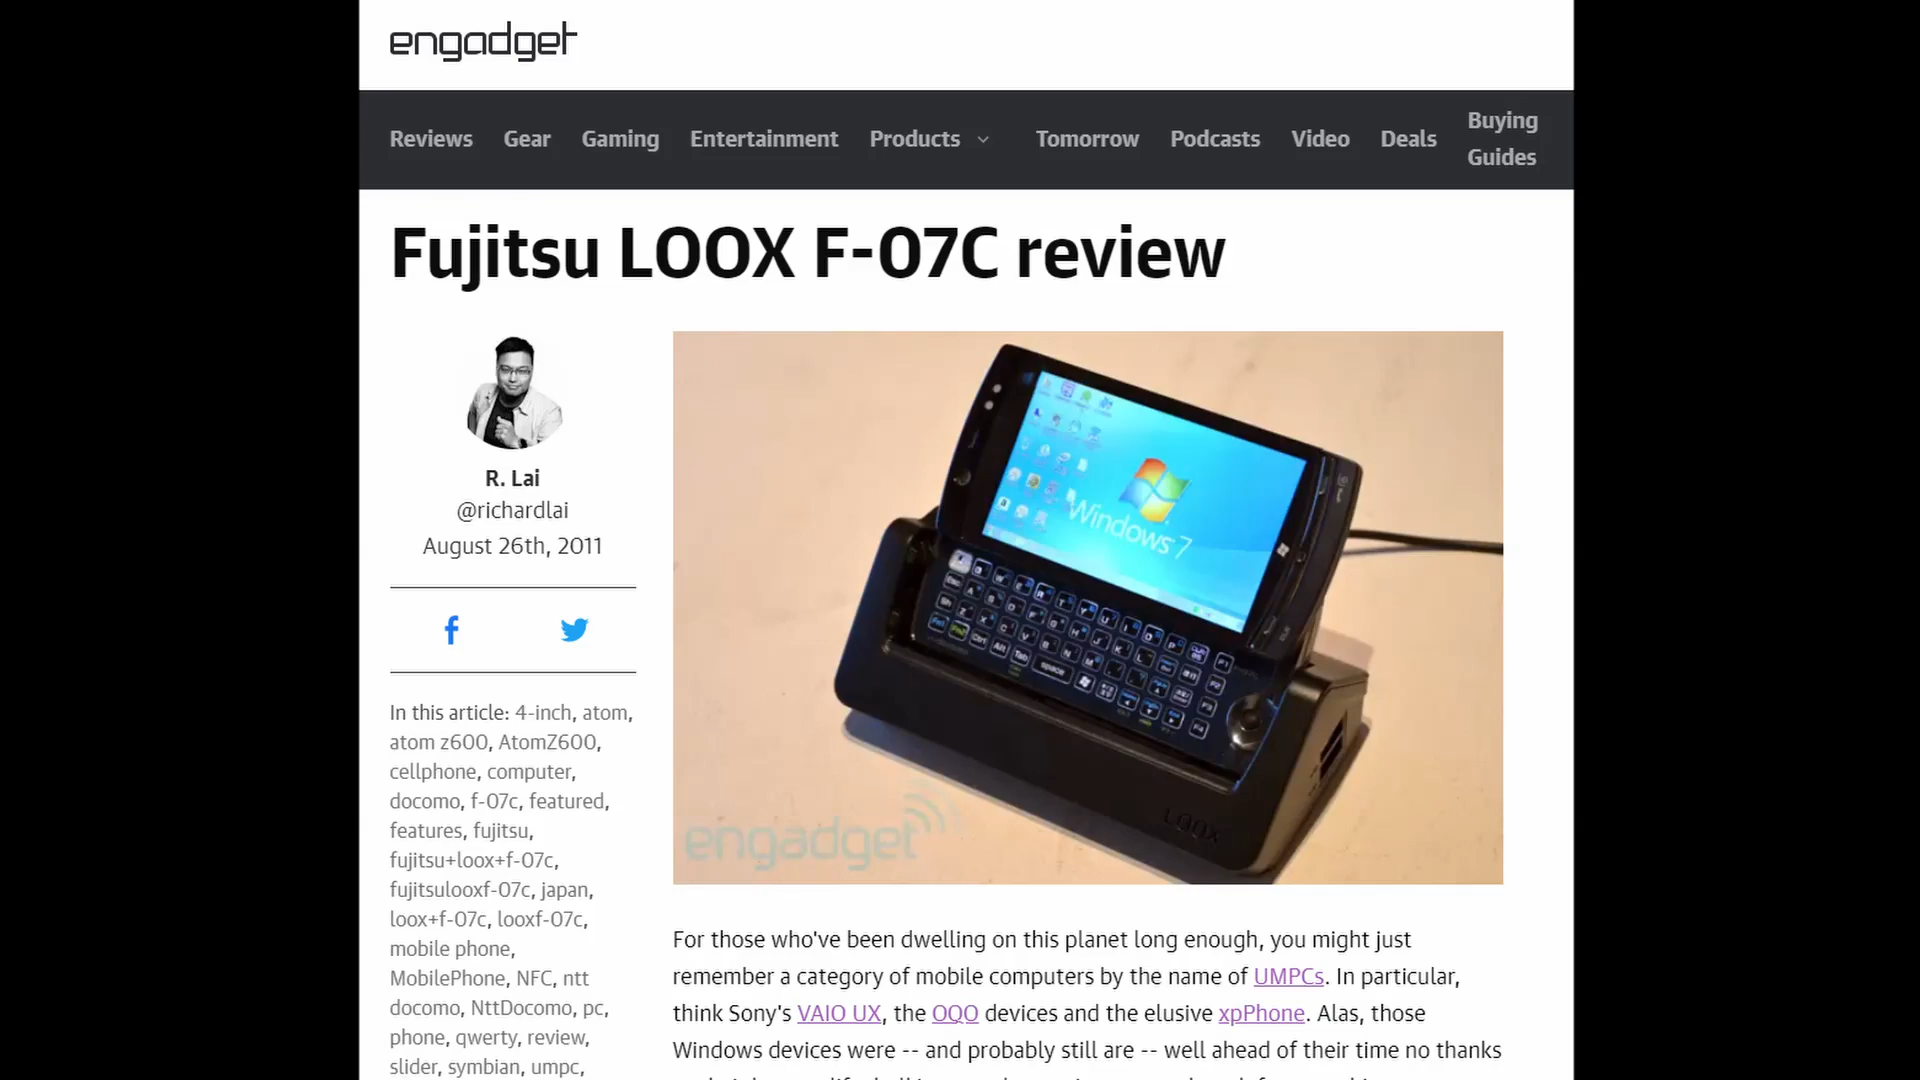 engadget
Reviews Gear Gaming Entertainment Products Tomorrow Podcasts Video Deals Buying Guides
Fujitsu LOOX F-07C review
R. Lai
@richardlai
August 26th, 2011
In this article: 4-inch, atom,
atom z600, AtomZ600,
cellphone, computer,
docomo, f-07c, featured,
features, fujitsu,
fujitsu+loox+f-07c,
fujitsulooxf-07c, japan,
loox+f-07c, looxf-07c,
mobile phone,
MobilePhone, NFC, ntt
docomo, NttDocomo, pc,
phone, qwerty, review,
slider, symbian, umpc,
Windows 7
space
LOOX
engadget
For those who've been dwelling on this planet long enough, you might just
remember a category of mobile computers by the name of UMPCs. In particular,
think Sony's VAIO UX, the OQO devices and the elusive xpPhone. Alas, those
Windows devices were -- and probably still are -- well ahead of their time no thanks